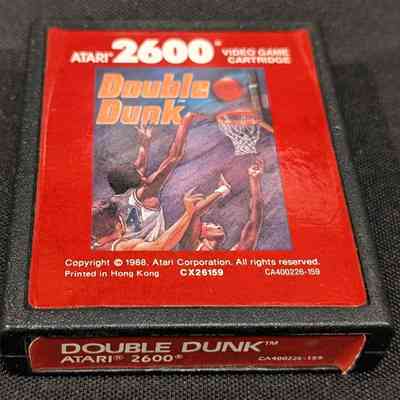 ATARI® 2600® VIDEO GAME CARTRIDGE
Double
Dunk™
A
Copyright © 1988, Atari Corporation. All rights reserved.
Printed in Hong Kong CX26159 CA400226-159
DOUBLE DUNK™
ATARI® 2600® CA400226-159